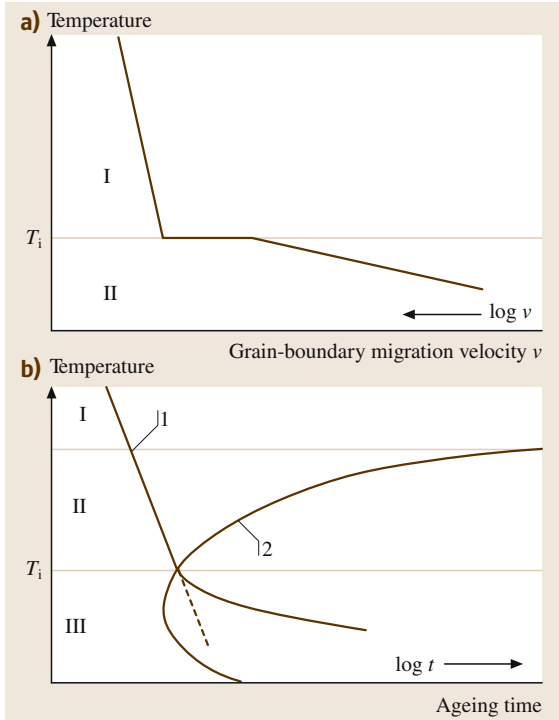 a) Temperature
I
Ti
II
log v
Grain-boundary migration velocity v
b) Temperature
I
1
II
2
Ti
III
log t
Ageing time